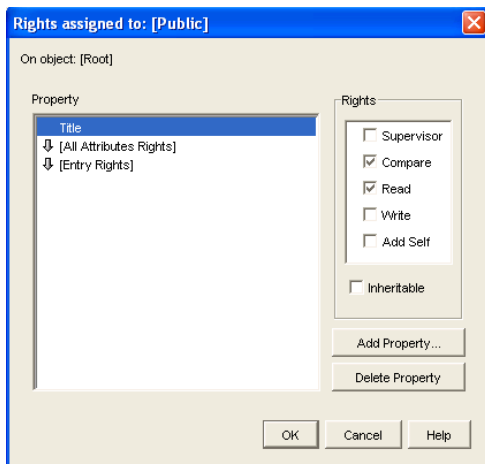 Rights assigned to: [Public]
On object: [Root]
Property
Title
[All Attributes Rights]
[Entry Rights]
Rights
Supervisor
Compare
Read
Write
Add Self
Inheritable
Add Property...
Delete Property
OK
Cancel
Help